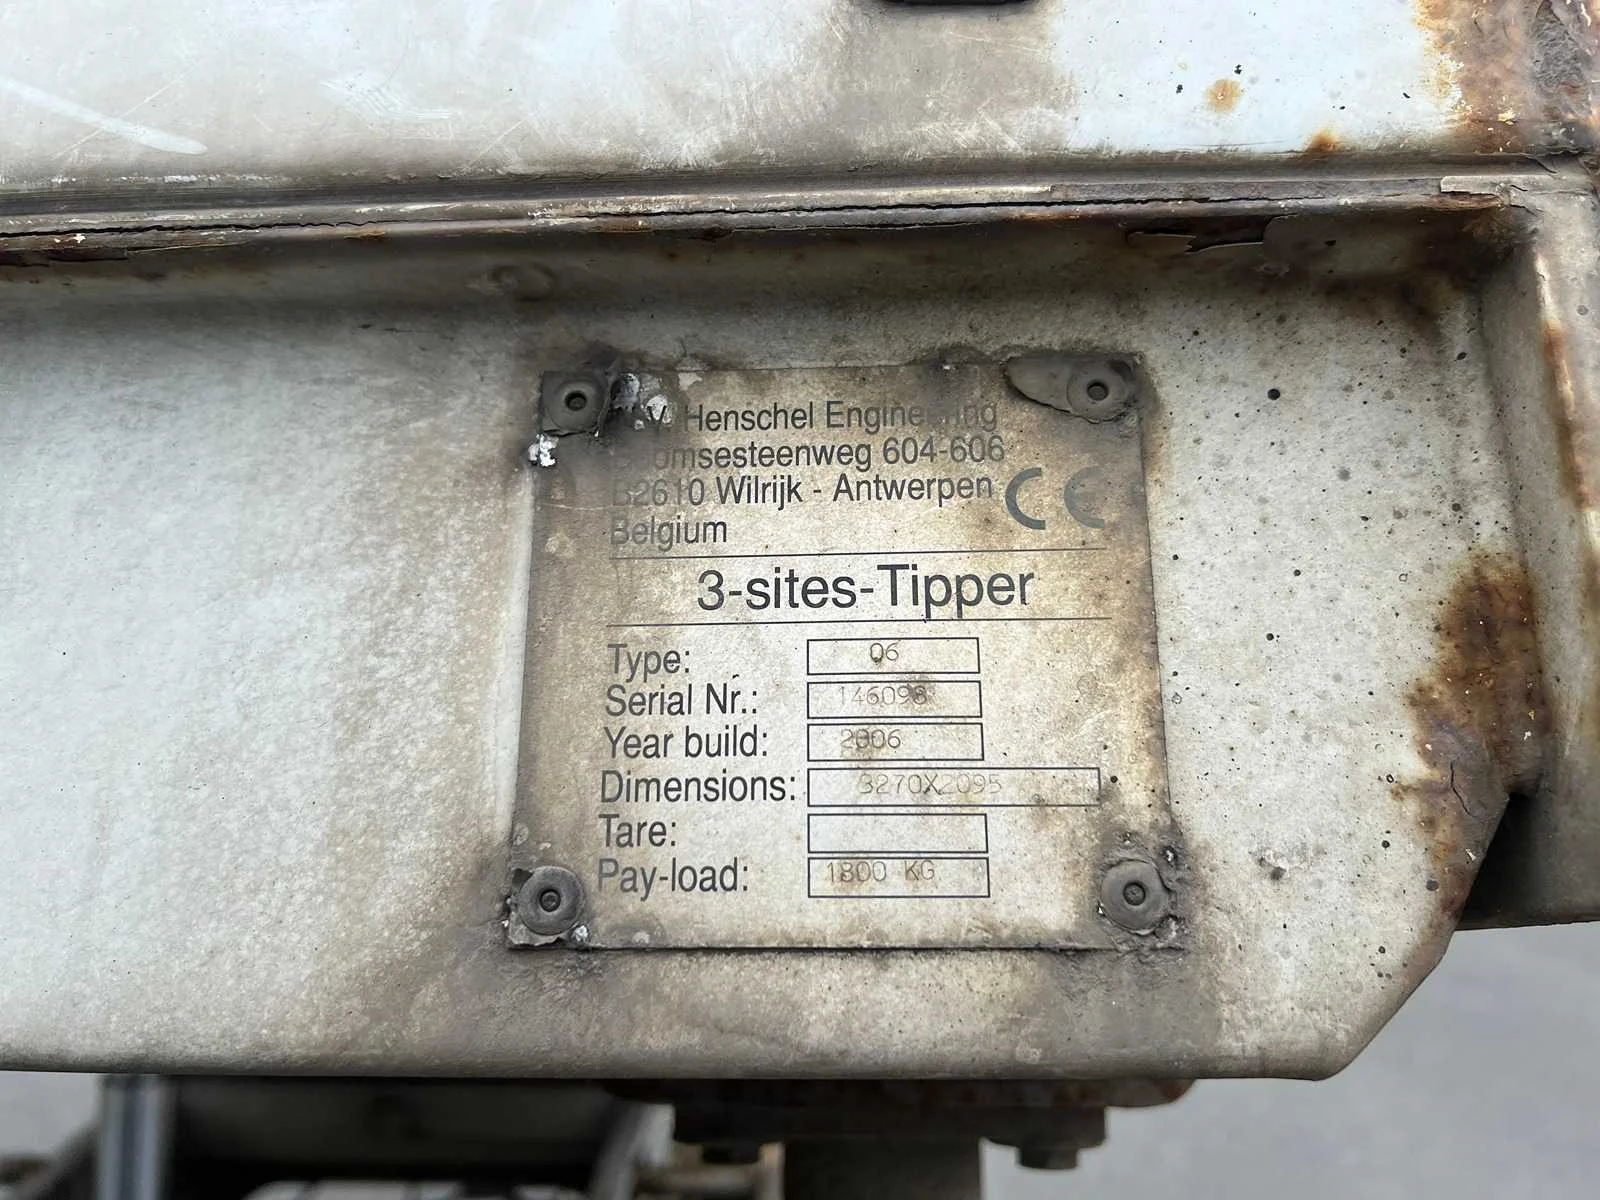 Henschel Engineering
604-606
B2610 Wilrijk - Antwerpen
Belgium
CE
3-sites-Tipper
Type: 06
Serial Nr.: 146098
Year build: 2006
Dimensions: 3270X2095
Tare:
Pay-load: 1800 KG